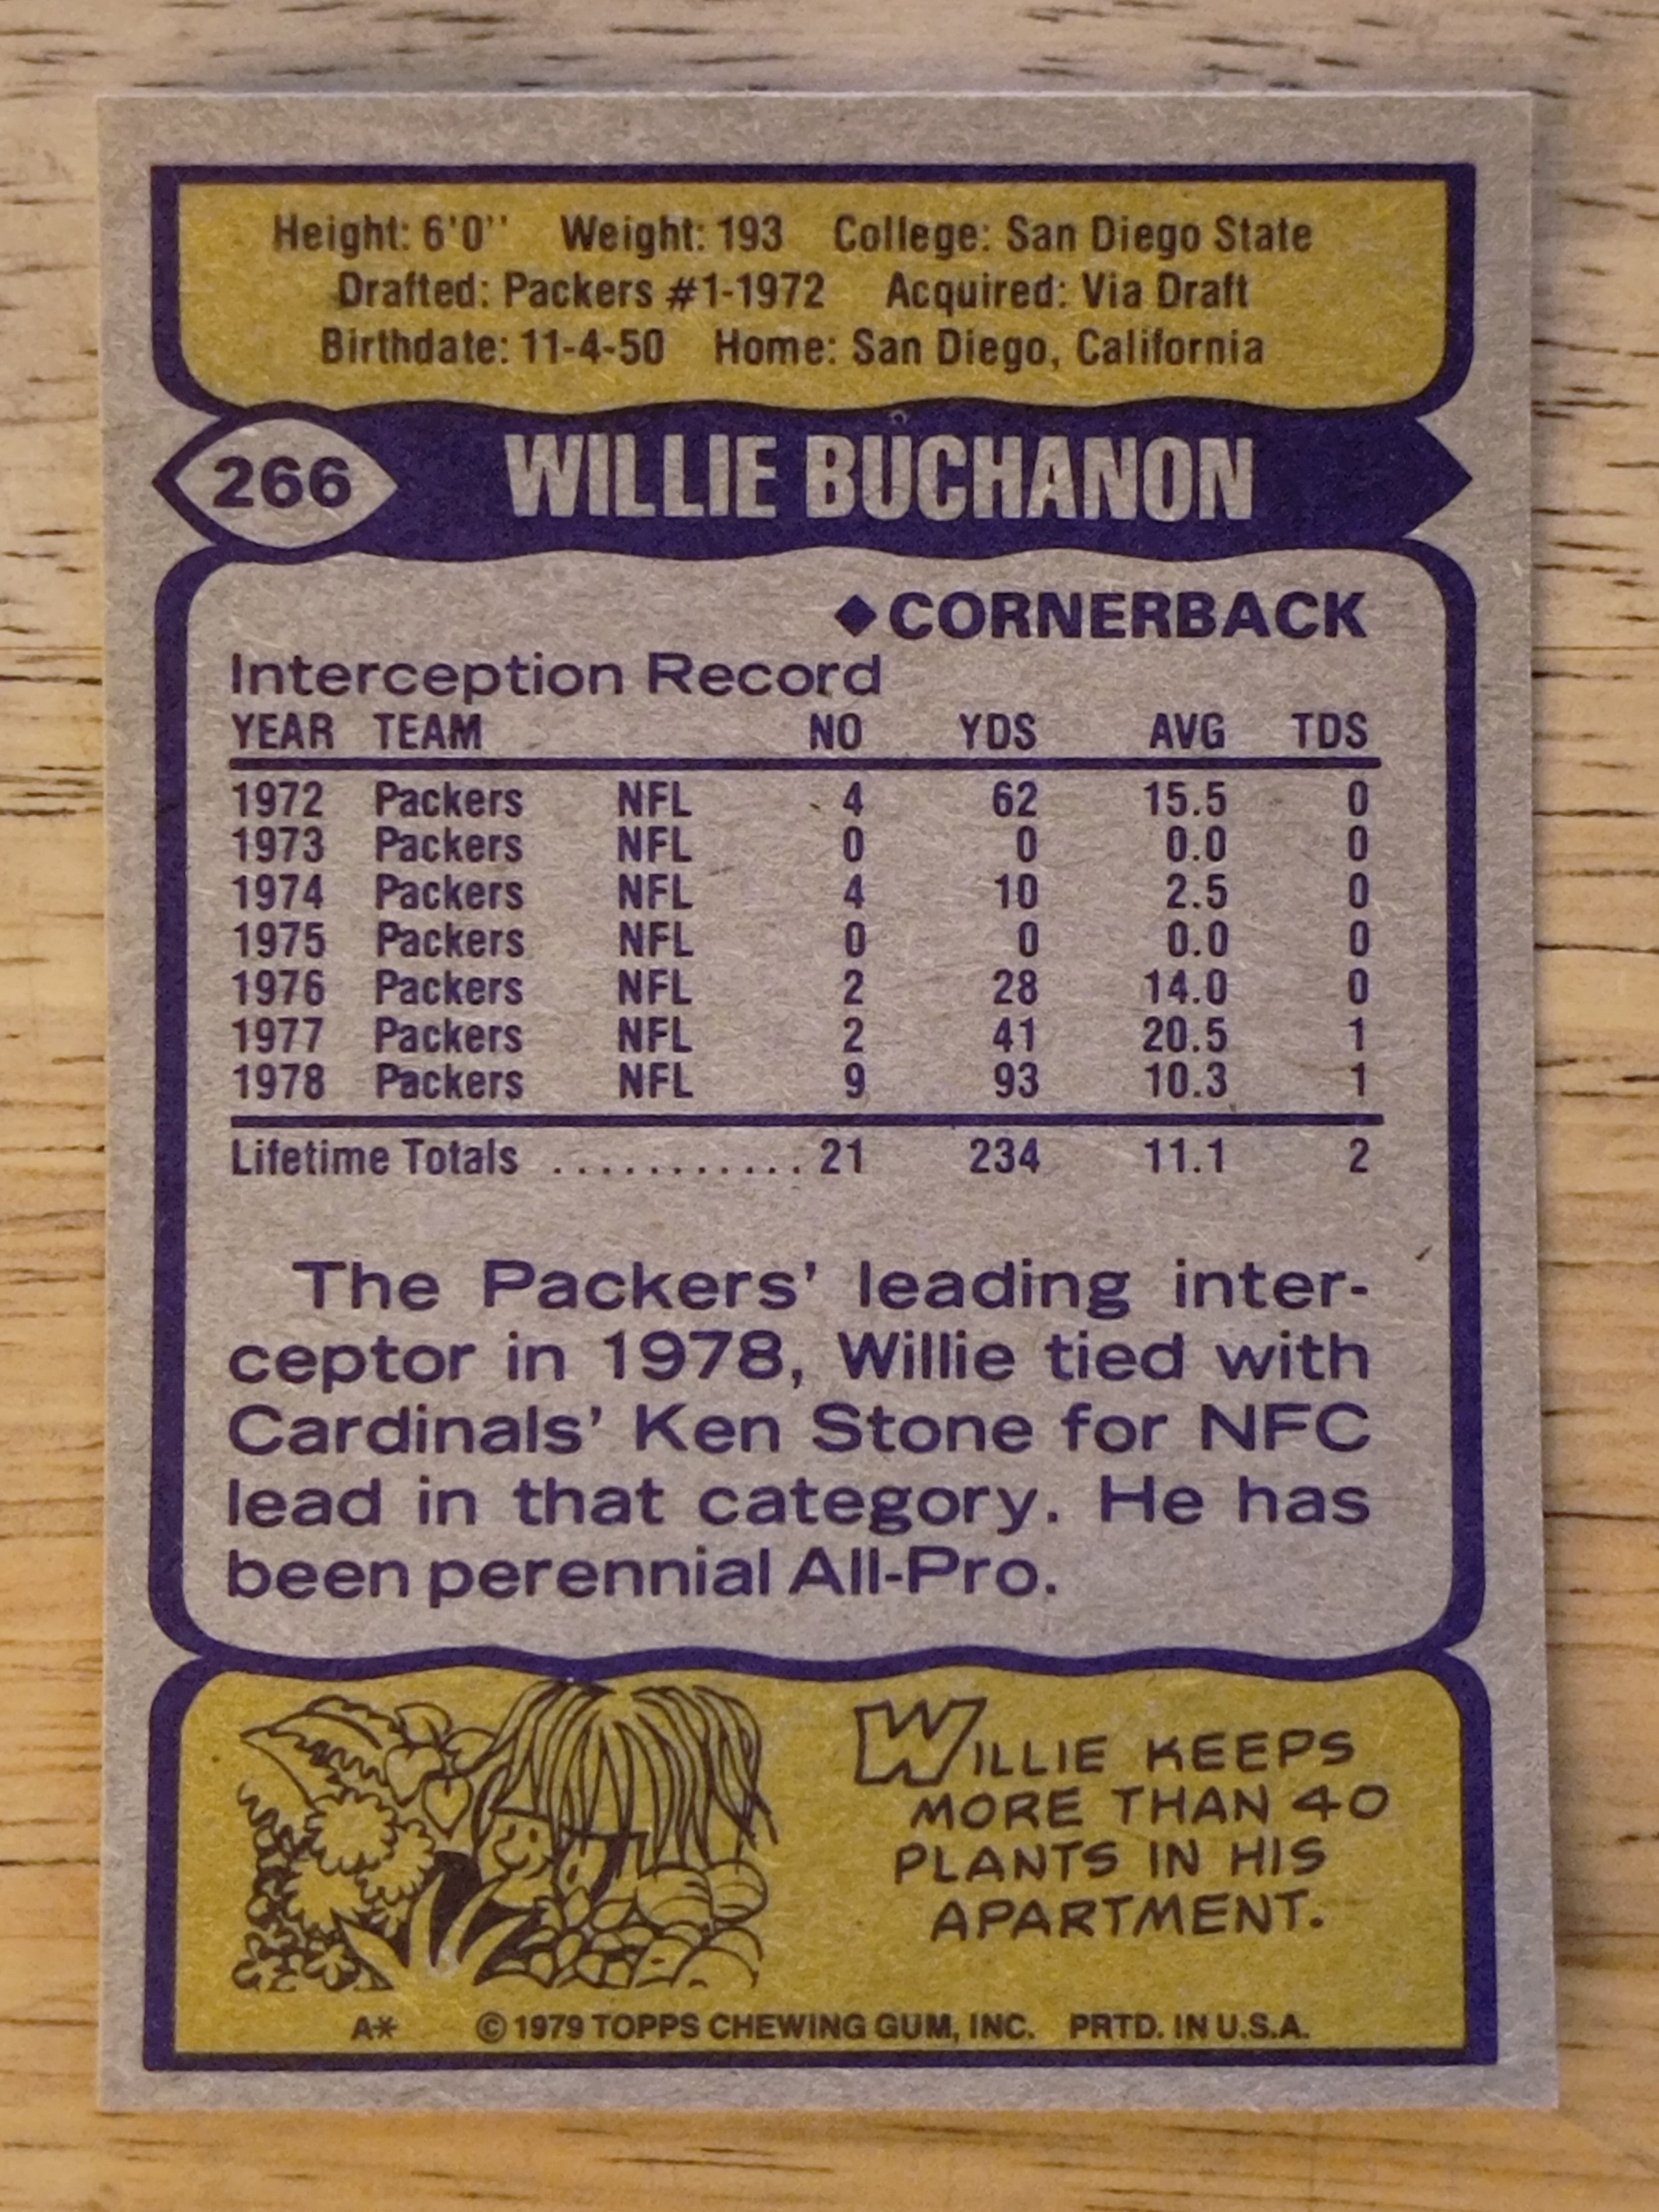 Height: 6'0'' Weight: 193 College: San Diego State
Drafted: Packers #1-1972 Acquired: Via Draft
Birthdate: 11-4-50 Home: San Diego, California
266 WILLIE BUCHANON
◆CORNERBACK
Interception Record
YEAR TEAM NO YDS AVG TDS
1972 Packers NFL 4 62 15.5 0
1973 Packers NFL 0 0 0.0 0
1974 Packers NFL 4 10 2.5 0
1975 Packers NFL 0 0 0.0 0
1976 Packers NFL 2 28 14.0 0
1977 Packers NFL 2 41 20.5 1
1978 Packers NFL 9 93 10.3 1
Lifetime Totals ........... 21 234 11.1 2
The Packers' leading inter-
ceptor in 1978, Willie tied with
Cardinals' Ken Stone for NFC
lead in that category. He has
been perennial All-Pro.
WILLIE KEEPS
MORE THAN 40
PLANTS IN HIS
APARTMENT.
A* © 1979 TOPPS CHEWING GUM, INC. PRTD. IN U.S.A.